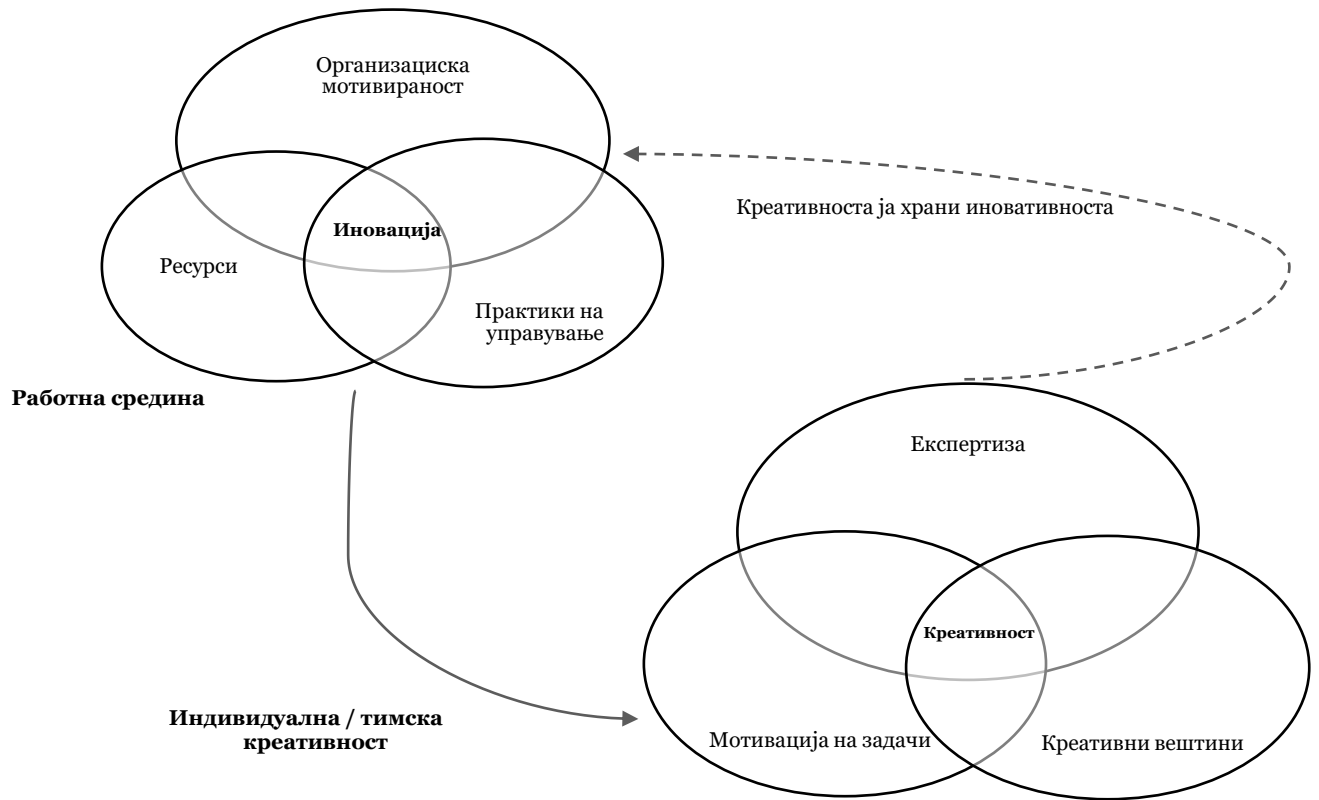 Организациска
мотивираност
Иновација
Ресурси
Практики на
управување
Работна средина
Креативноста ја храни иновативноста
Експертиза
Креативност
Мотивација на задачи
Креативни вештини
Индивидуална / тимска
креативност